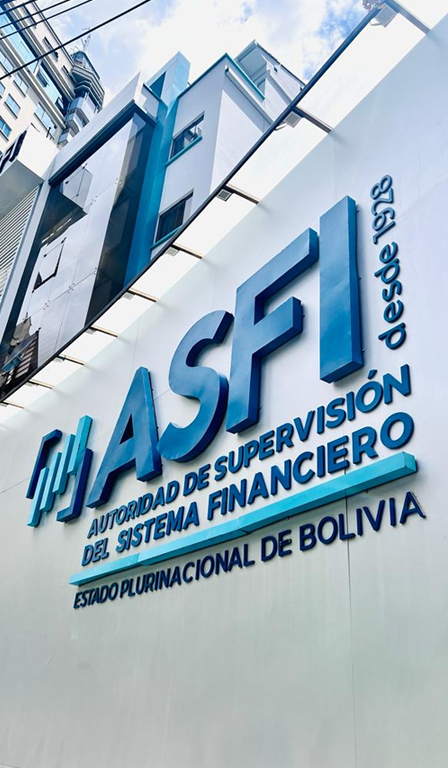 ASFI
desde 1928
AUTORIDAD DE SUPERVISIÓN
DEL SISTEMA FINANCIERO
ESTADO PLURINACIONAL DE BOLIVIA